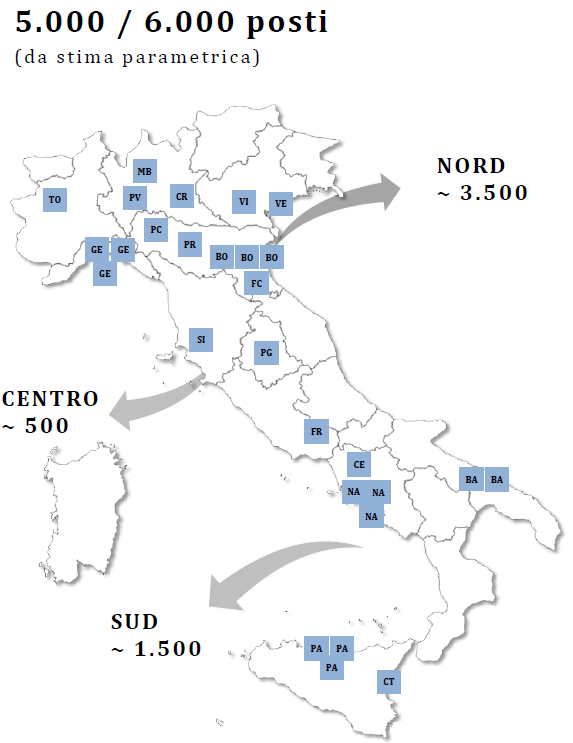 5.000 / 6.000 posti
(da stima parametrica)
NORD
~ 3.500
MB
TO
PV
CR
VI
VE
PC
PR
GE
GE
GE
BO
BO
BO
FC
SI
PG
CENTRO
~ 500
FR
CE
NA
NA
NA
BA
BA
SUD
~ 1.500
PA
PA
PA
CT